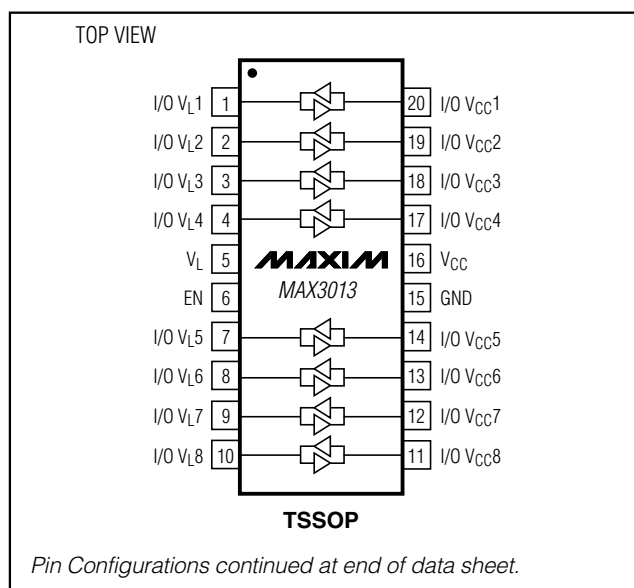 TOP VIEW
I/O VL1 1 20 I/O VCC1
I/O VL2 2 19 I/O VCC2
I/O VL3 3 18 I/O VCC3
I/O VL4 4 17 I/O VCC4
VL 5 MAXIM 16 VCC
EN 6 MAX3013 15 GND
I/O VL5 7 14 I/O VCC5
I/O VL6 8 13 I/O VCC6
I/O VL7 9 12 I/O VCC7
I/O VL8 10 11 I/O VCC8
TSSOP
Pin Configurations continued at end of data sheet.